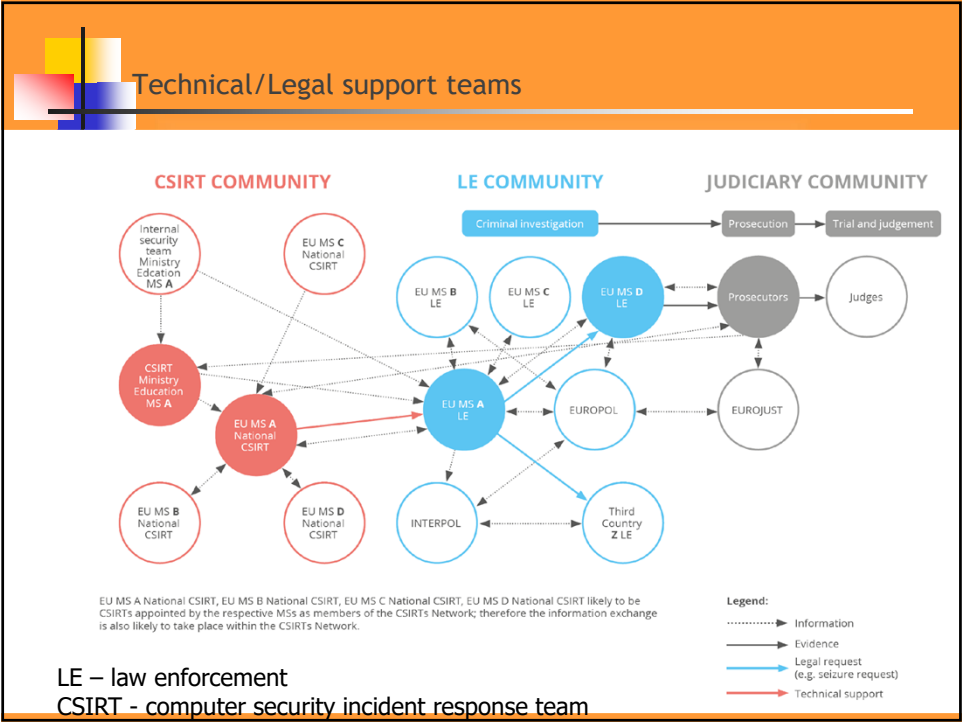 Technical/Legal support teams
CSIRT COMMUNITY
LE COMMUNITY
JUDICIARY COMMUNITY
Criminal investigation
Prosecution
Trial and judgement
Internal
security
team
Ministry
Edcation
MS A
EU MS C
National
CSIRT
EU MS B
LE
EU MS C
LE
EU MS D
LE
Prosecutors
Judges
CSIRT
Ministry
Education
MS A
EU MS A
National
CSIRT
EU MS A
LE
EUROPOL
EUROJUST
EU MS B
National
CSIRT
EU MS D
National
CSIRT
INTERPOL
Third
Country
Z LE
EU MS A National CSIRT, EU MS B National CSIRT, EU MS C National CSIRT, EU MS D National CSIRT likely to be
CSIRTs appointed by the respective MSs as members of the CSIRTs Network; therefore the information exchange
is also likely to take place within the CSIRTs Network.
Legend:
Information
Evidence
Legal request
(e.g. seizure request)
Technical support
LE – law enforcement
CSIRT - computer security incident response team